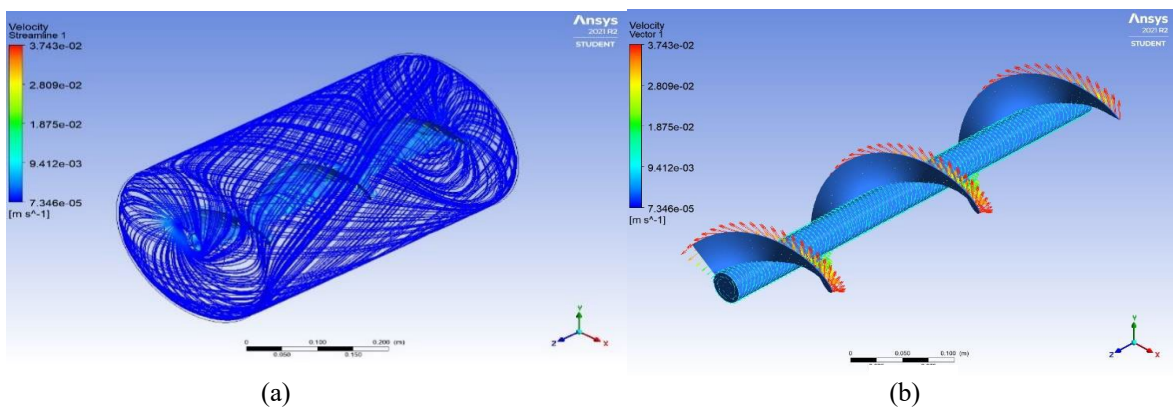 Velocity
Streamline 1
3.743e-02
2.809e-02
1.875e-02
9.412e-03
7.346e-05
[m s^-1]
Ansys
2021 R2
STUDENT
0 0.100 0.200 (m)
0.050 0.150
Y
Z X
(a)
Velocity
Vector 1
3.743e-02
2.809e-02
1.875e-02
9.412e-03
7.346e-05
[m s^-1]
Ansys
2021 R2
STUDENT
0 0.050 0.100 (m)
Y
Z X
(b)